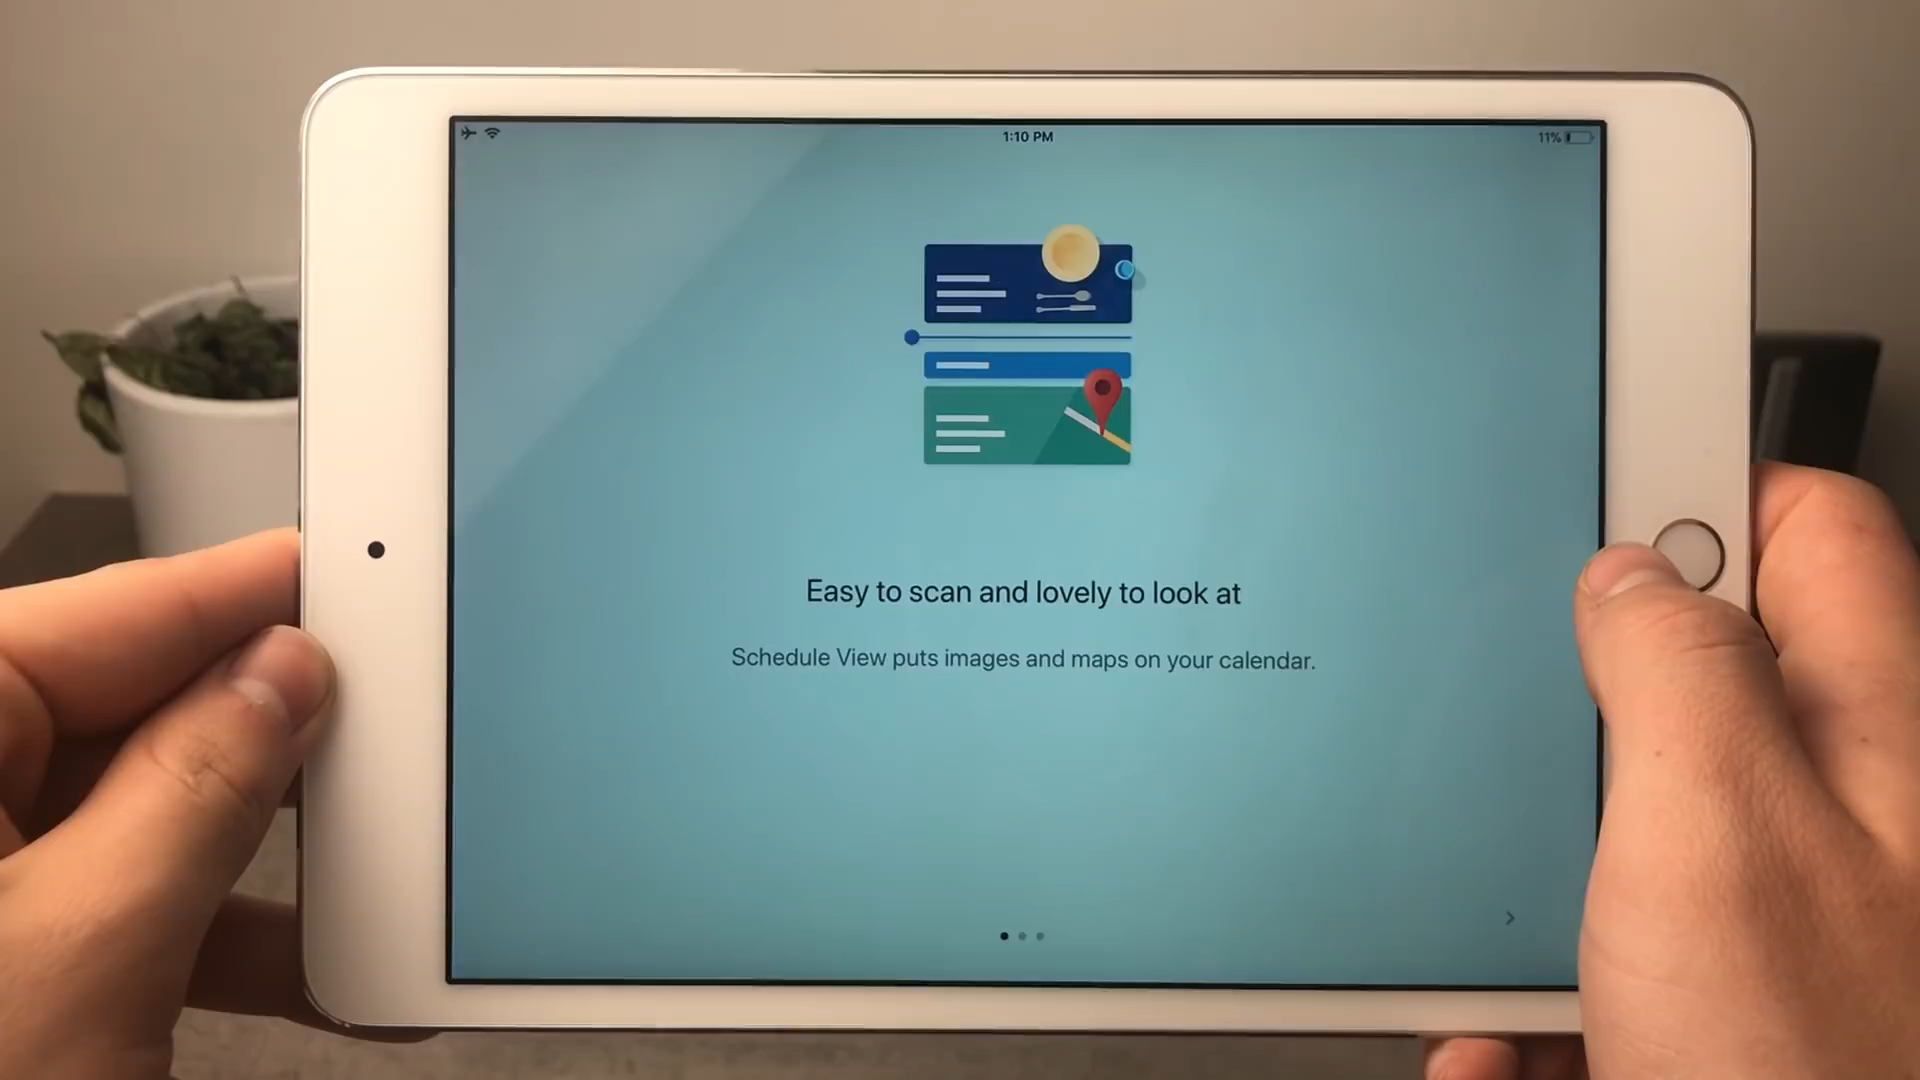 1:10 PM
11%
Easy to scan and lovely to look at
Schedule View puts images and maps on your calendar.